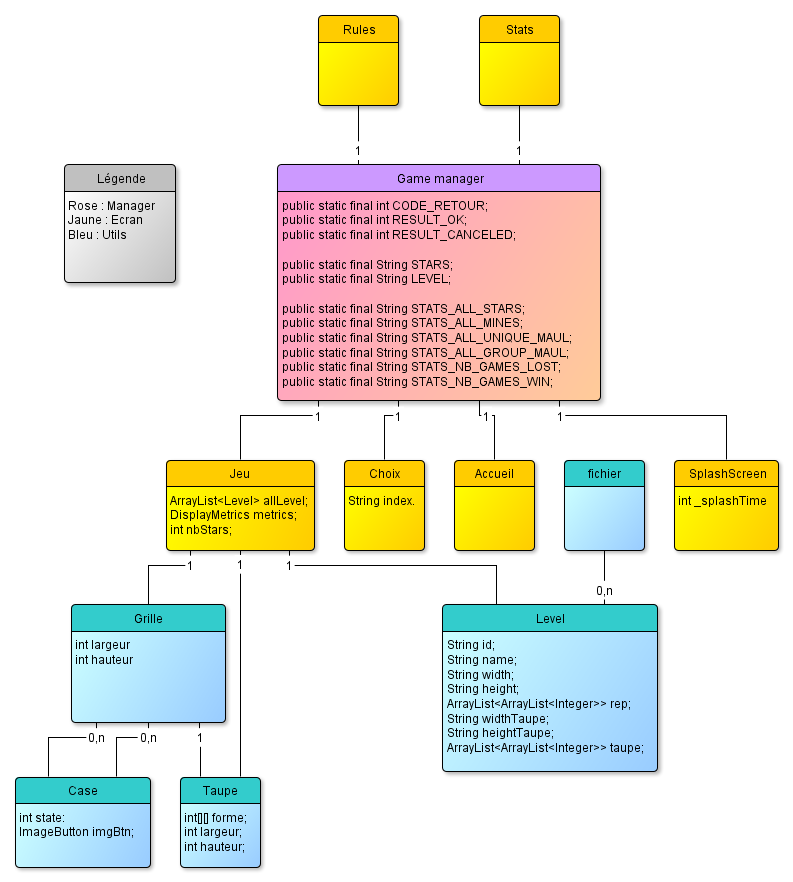 Rules
Stats
1
1
Légende
Rose : Manager
Jaune : Ecran
Bleu : Utils
Game manager
public static final int CODE_RETOUR;
public static final int RESULT_OK;
public static final int RESULT_CANCELED;
public static final String STARS;
public static final String LEVEL;
public static final String STATS_ALL_STARS;
public static final String STATS_ALL_MINES;
public static final String STATS_ALL_UNIQUE_MAUL;
public static final String STATS_ALL_GROUP_MAUL;
public static final String STATS_NB_GAMES_LOST;
public static final String STATS_NB_GAMES_WIN;
1
1
1
1
Jeu
ArrayList<Level> allLevel;
DisplayMetrics metrics;
int nbStars;
Choix
String index.
Accueil
fichier
SplashScreen
int _splashTime
1
1
1
0,n
Grille
int largeur
int hauteur
Level
String id;
String name;
String width;
String height;
ArrayList<ArrayList<Integer>> rep;
String widthTaupe;
String heightTaupe;
ArrayList<ArrayList<Integer>> taupe;
0,n
0,n
1
Case
int state:
ImageButton imgBtn;
Taupe
int[][] forme;
int largeur;
int hauteur;